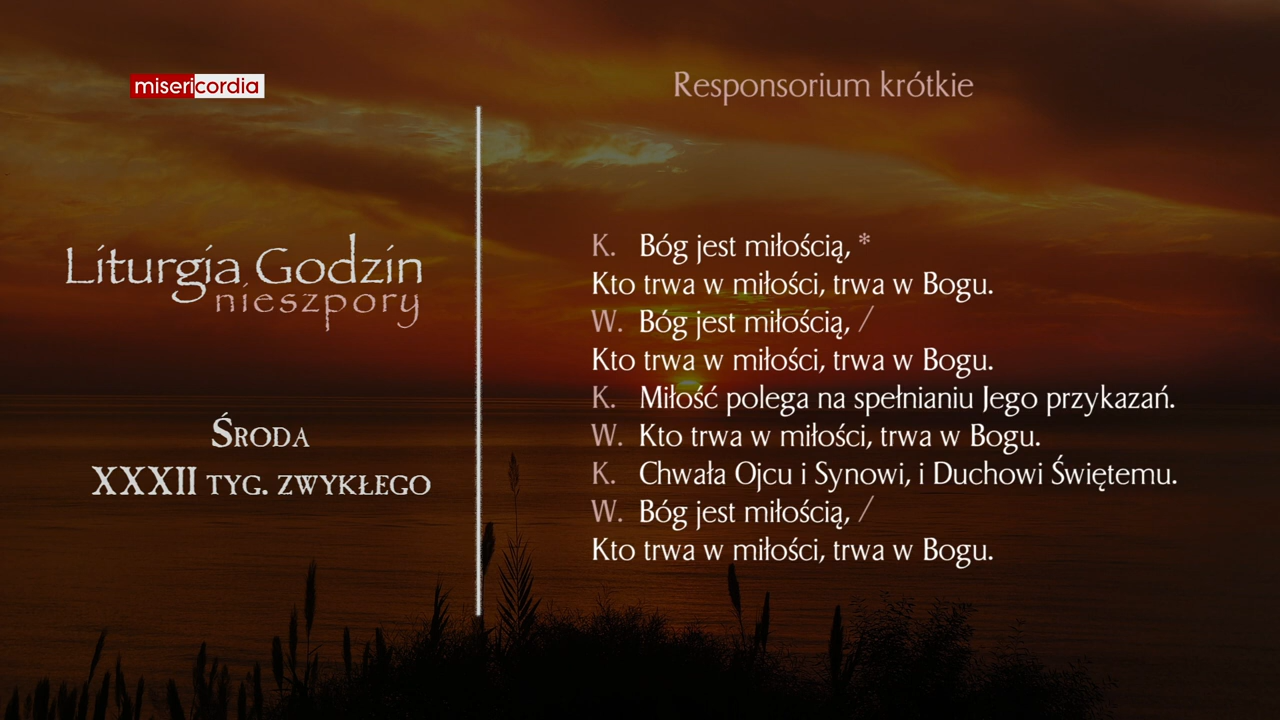 misericordia
Responsorium krótkie
Liturgia Godzin
nieszpory
Środa
XXXII tyg. zwykłego
K. Bóg jest miłością, *
Kto trwa w miłości, trwa w Bogu.
W. Bóg jest miłością, /
Kto trwa w miłości, trwa w Bogu.
K. Miłość polega na spełnianiu Jego przykazań.
W. Kto trwa w miłości, trwa w Bogu.
K. Chwała Ojcu i Synowi, i Duchowi Świętemu.
W. Bóg jest miłością, /
Kto trwa w miłości, trwa w Bogu.